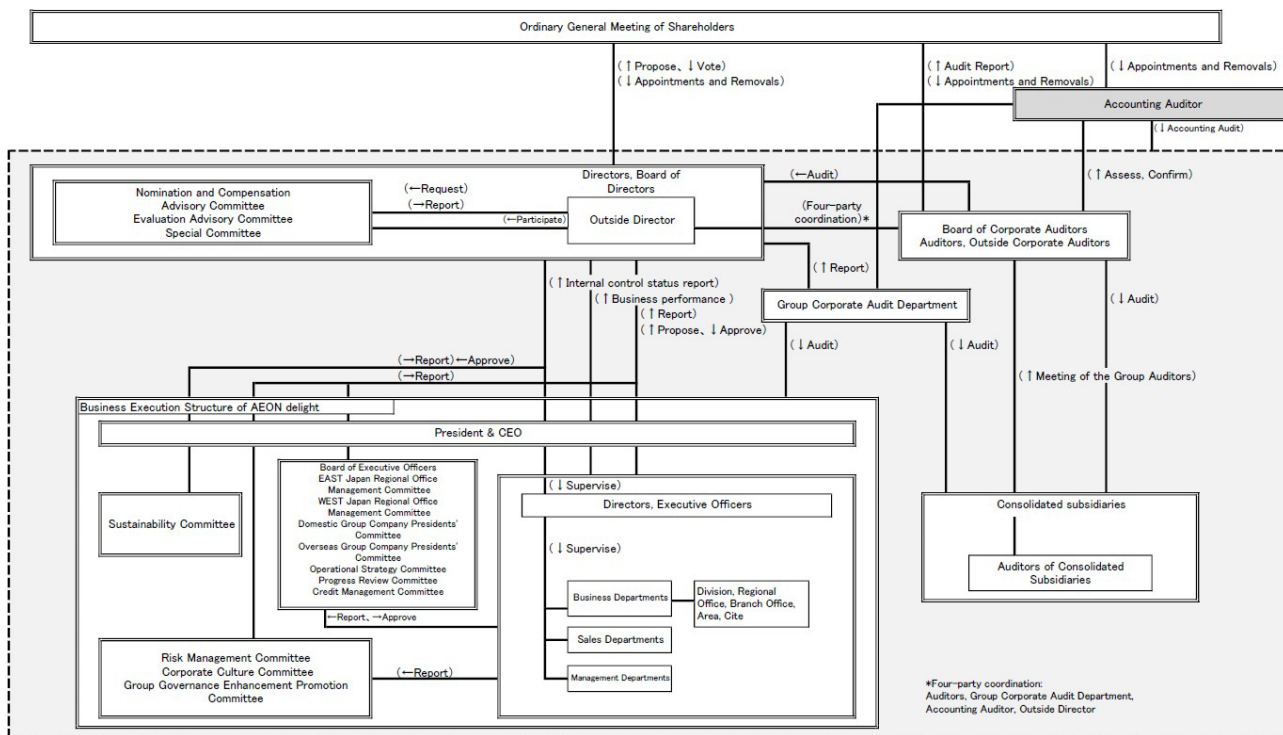 Ordinary General Meeting of Shareholders
(↑Propose、↓Vote)
(↓Appointments and Removals)
(↑Audit Report)
(↓Appointments and Removals)
(↓Appointments and Removals)
Accounting Auditor
(↓Accounting Audit)
Nomination and Compensation
Advisory Committee
Evaluation Advisory Committee
Special Committee
(←Request)
(→Report)
(←Participate)
Directors, Board of
Directors
Outside Director
(←Audit)
(Four-party
coordination)*
(↑Assess, Confirm)
Board of Corporate Auditors
Auditors, Outside Corporate Auditors
(↑Internal control status report)
(↑Business performance )
(↑Report)
(↑Propose、↓Approve)
(↑Report)
Group Corporate Audit Department
(↓Audit)
(↓Audit)
(↓Audit)
(→Report)←Approve)
(→Report)
(↑Meeting of the Group Auditors)
Business Execution Structure of AEON delight
President & CEO
Sustainability Committee
Board of Executive Officers
EAST Japan Regional Office
Management Committee
WEST Japan Regional Office
Management Committee
Domestic Group Company Presidents'
Committee
Overseas Group Company Presidents'
Committee
Operational Strategy Committee
Progress Review Committee
Credit Management Committee
←Report、→Approve)
(↓Supervise)
Directors, Executive Officers
(↓Supervise)
Business Departments
Division, Regional
Office, Branch Office,
Area, Cite
Sales Departments
Management Departments
Risk Management Committee
Corporate Culture Committee
Group Governance Enhancement Promotion
Committee
(←Report)
Consolidated subsidiaries
Auditors of Consolidated
Subsidiaries
*Four-party coordination:
Auditors, Group Corporate Audit Department,
Accounting Auditor, Outside Director